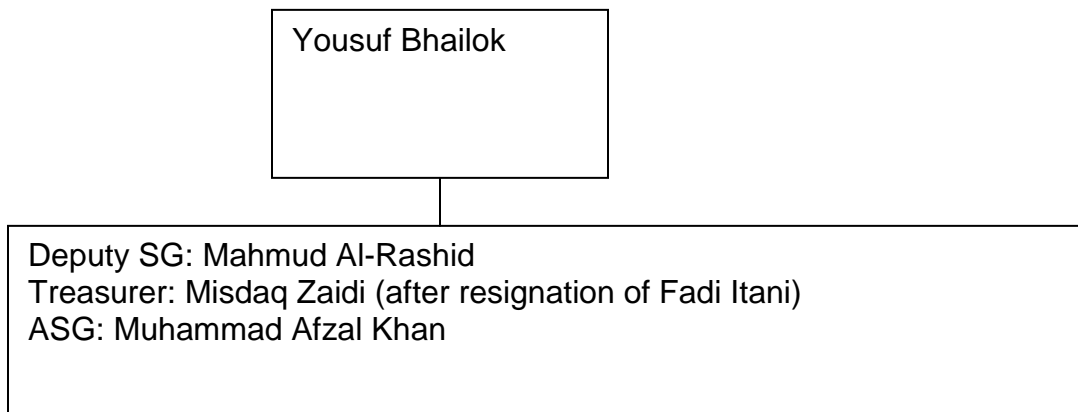 Yousuf Bhailok
Deputy SG: Mahmud Al-Rashid
Treasurer: Misdaq Zaidi (after resignation of Fadi Itani)
ASG: Muhammad Afzal Khan